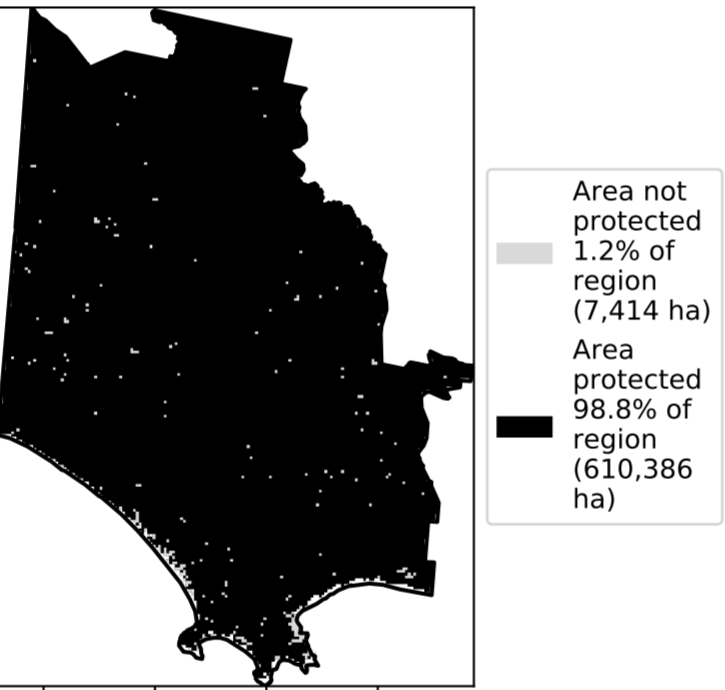 Area not
protected
1.2% of
region
(7,414 ha)
Area
protected
98.8% of
region
(610,386
ha)